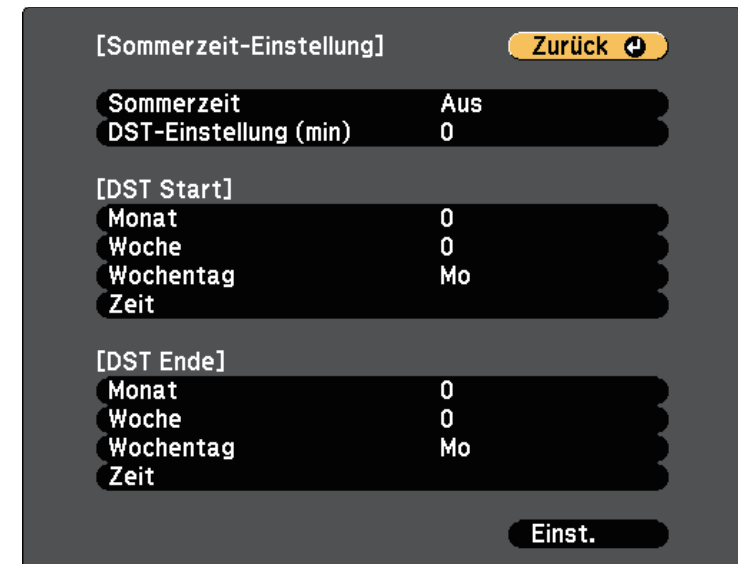 [Sommerzeit-Einstellung] Zurück
Sommerzeit Aus
DST-Einstellung (min) 0
[DST Start]
Monat 0
Woche 0
Wochentag Mo
Zeit
[DST Ende]
Monat 0
Woche 0
Wochentag Mo
Zeit
Einst.